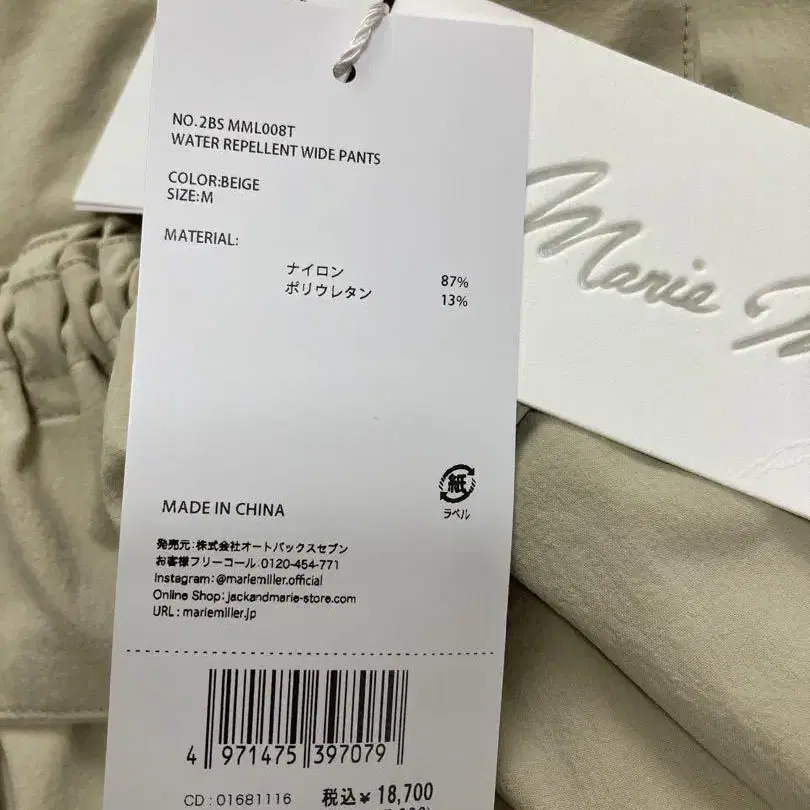 NO.2BS MML008T
WATER REPELLENT WIDE PANTS
COLOR:BEIGE
SIZE:M
MATERIAL:
ナイロン 87%
ポリウレタン 13%
紙
ラベル
MADE IN CHINA
発売元:株式会社オートバックスセブン
お客様フリーコール:0120-454-771
Instagram:@mariemiller.official
Online Shop:jackandmarie-store.com
URL:mariemiller.jp
4 971475 397079
CD:01681116 税込¥ 18,700
Marie